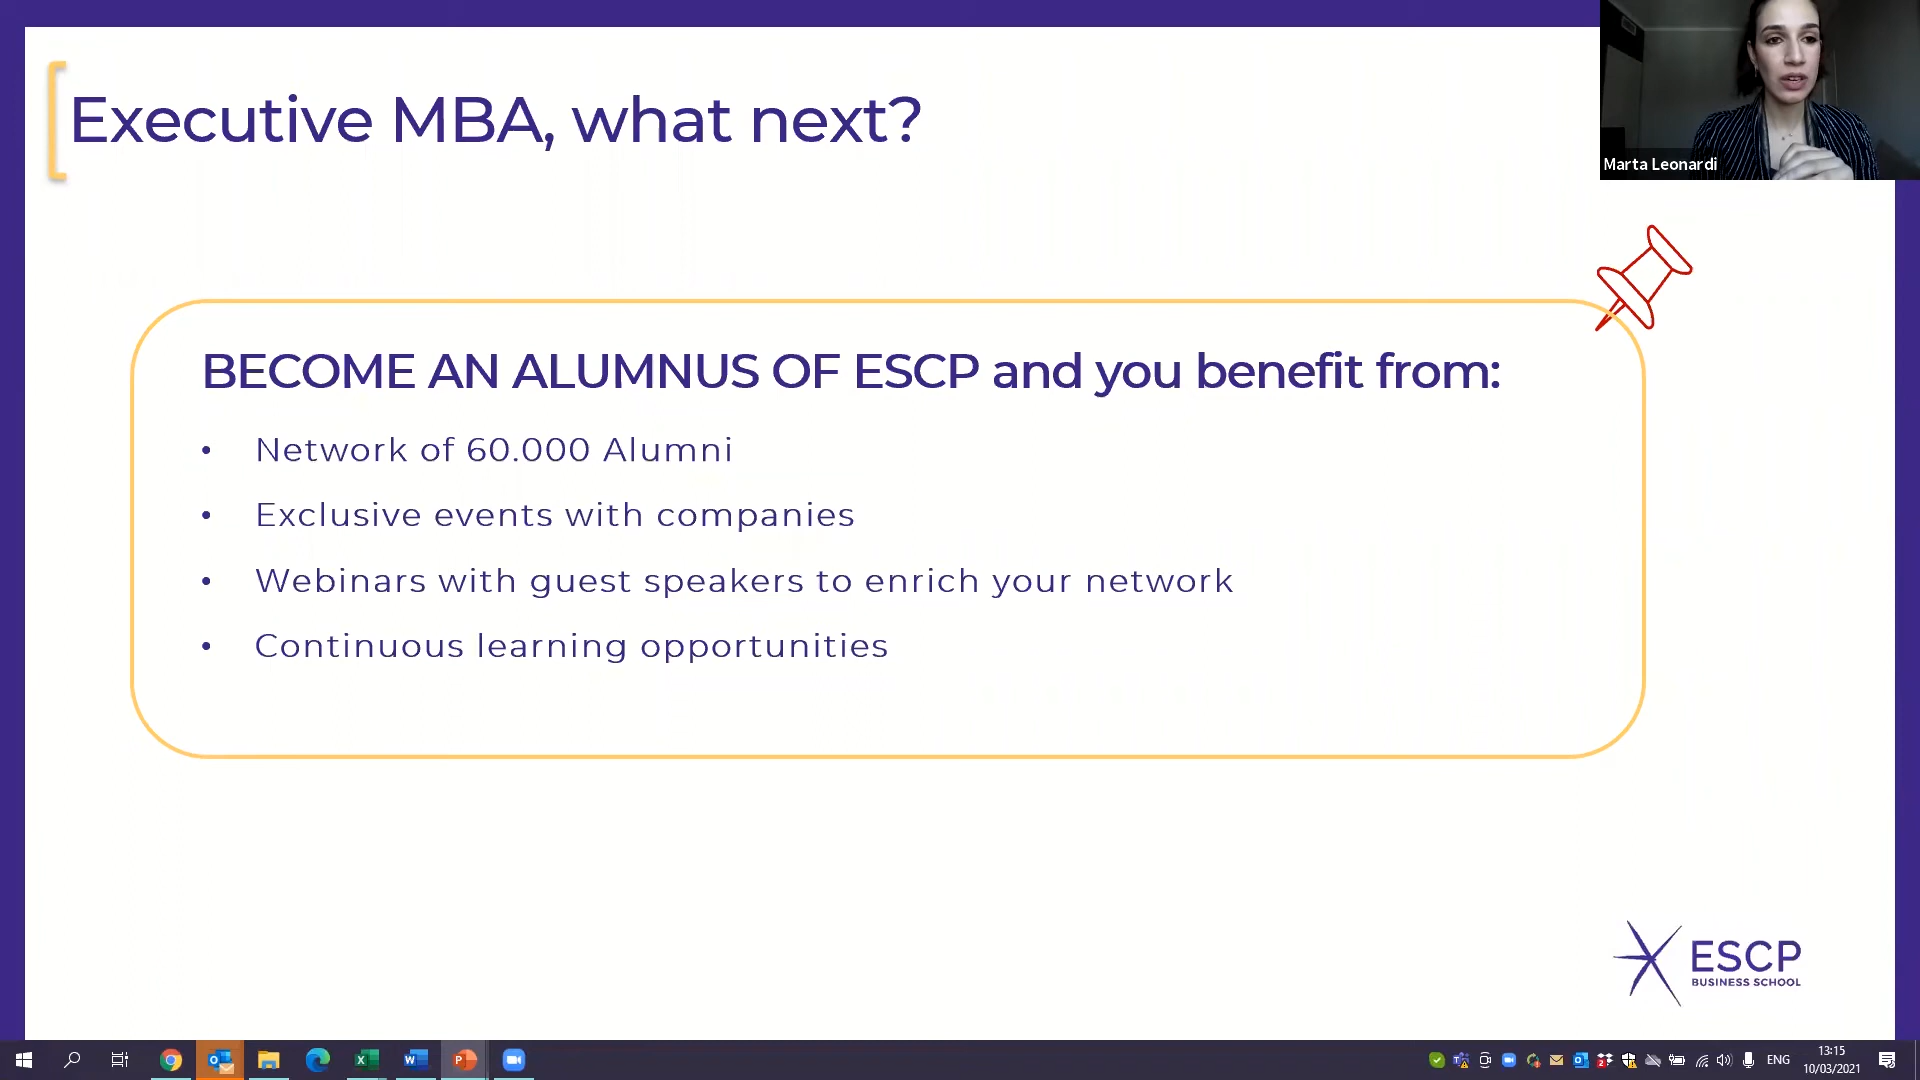 Executive MBA, what next?
Marta Leonardi
BECOME AN ALUMNUS OF ESCP and you benefit from:
• Network of 60.000 Alumni
• Exclusive events with companies
• Webinars with guest speakers to enrich your network
• Continuous learning opportunities
ESCP
BUSINESS SCHOOL
ENG
13:15
10/03/2021